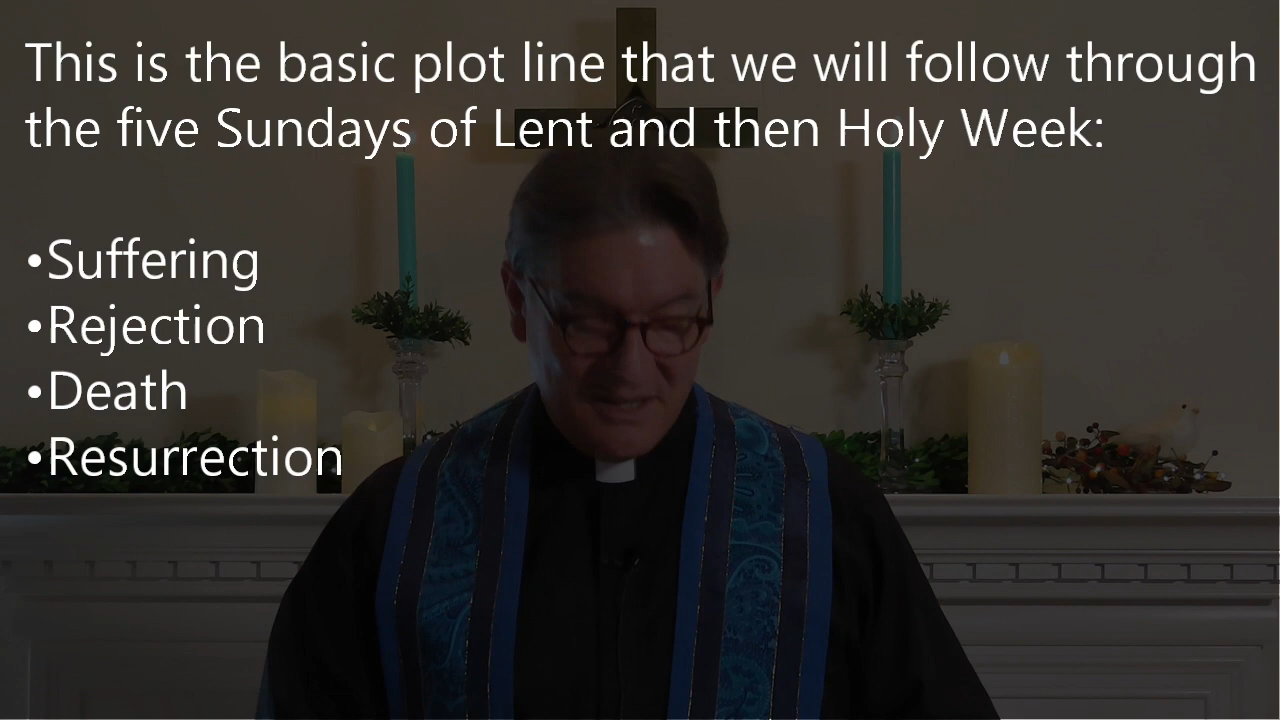 This is the basic plot line that we will follow through
the five Sundays of Lent and then Holy Week:
•Suffering
•Rejection
•Death
•Resurrection